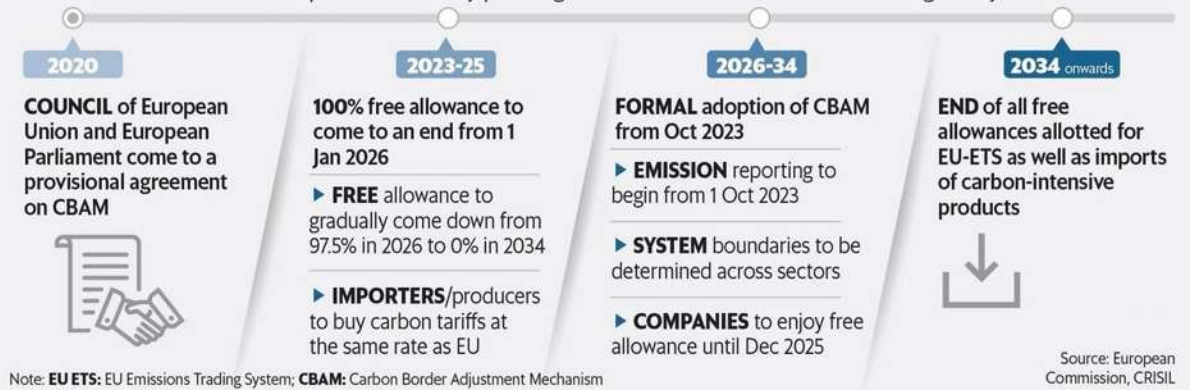 2020
COUNCIL of European
Union and European
Parliament come to a
provisional agreement
on CBAM
2023-25
100% free allowance to
come to an end from 1
Jan 2026
▶ FREE allowance to
gradually come down from
97.5% in 2026 to 0% in 2034
▶ IMPORTERS/producers
to buy carbon tariffs at
the same rate as EU
2026-34
FORMAL adoption of CBAM
from Oct 2023
▶ EMISSION reporting to
begin from 1 Oct 2023
▶ SYSTEM boundaries to be
determined across sectors
▶ COMPANIES to enjoy free
allowance until Dec 2025
2034 onwards
END of all free
allowances allotted for
EU-ETS as well as imports
of carbon-intensive
products
Source: European
Commission, CRISIL
Note: EU ETS: EU Emissions Trading System; CBAM: Carbon Border Adjustment Mechanism